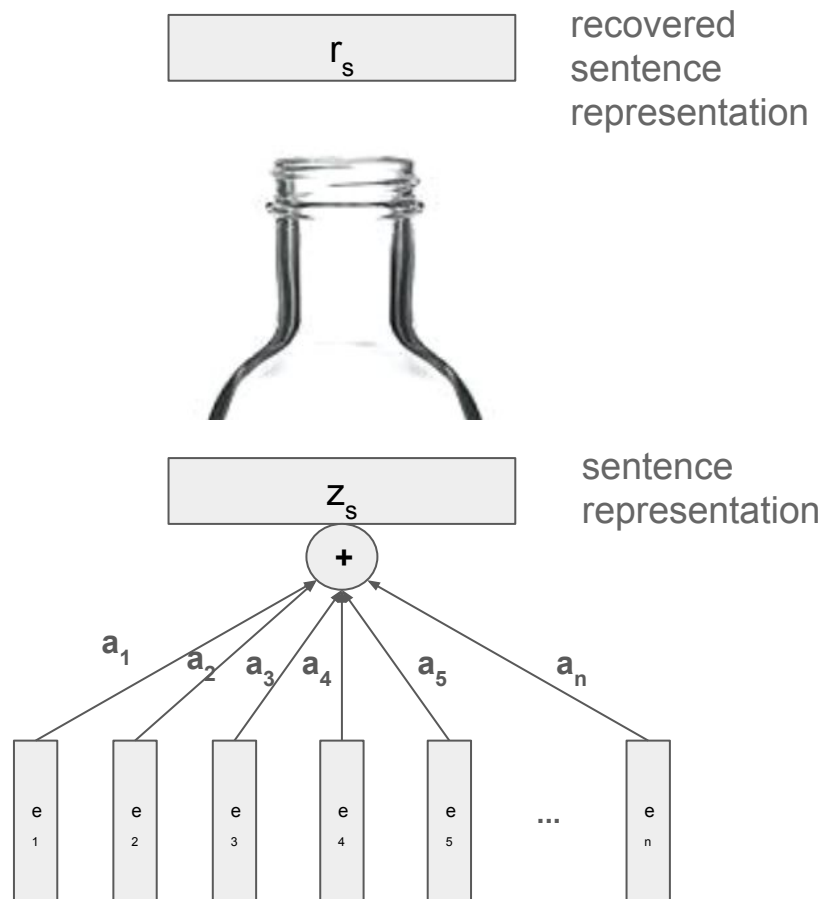 r_s
recovered
sentence
representation
z_s
sentence
representation
+
a_1
a_2
a_3
a_4
a_5
a_n
e e e e e ... e
1 2 3 4 5 n